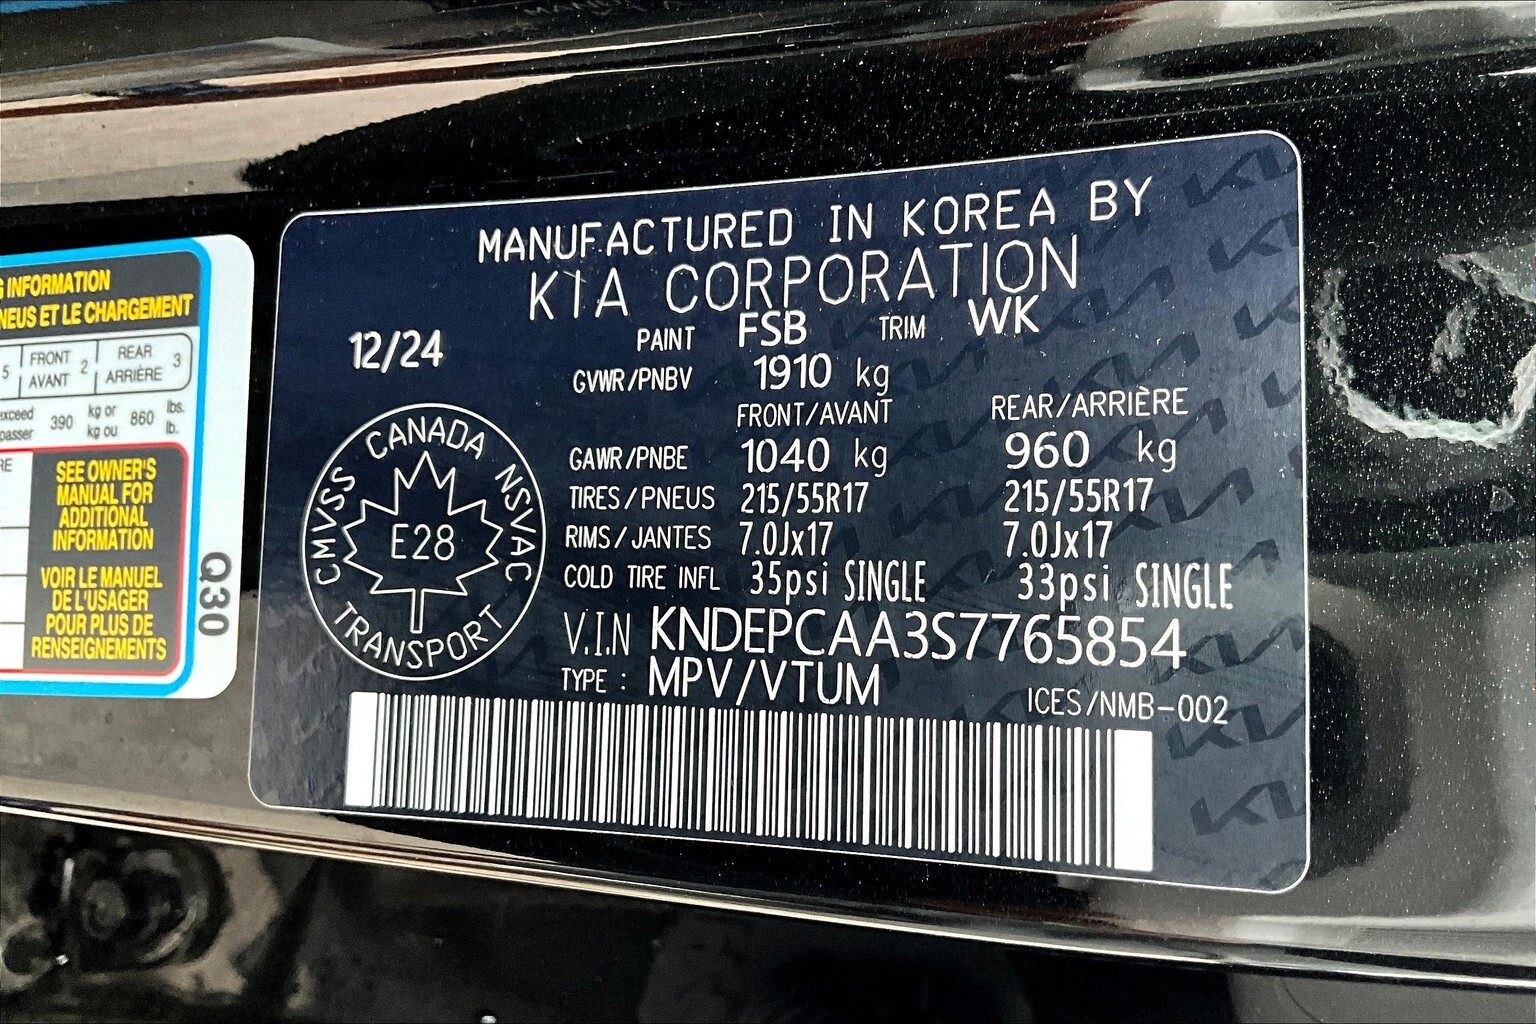 G INFORMATION
NEUS ET LE CHARGEMENT
5 FRONT AVANT 2 REAR ARRIÈRE 3
exceed 390 kg or 860 lbs.
passer kg ou lb.
RE
SEE OWNER'S
MANUAL FOR
ADDITIONAL
INFORMATION
VOIR LE MANUEL
DE L'USAGER
POUR PLUS DE
RENSEIGNEMENTS
Q30
MANUFACTURED IN KOREA BY
KIA CORPORATION
12/24
PAINT FSB TRIM WK
GVWR/PNBV 1910 kg
FRONT/AVANT REAR/ARRIÈRE
GAWR/PNBE 1040 kg 960 kg
TIRES/PNEUS 215/55R17 215/55R17
RIMS/JANTES 7.0Jx17 7.0Jx17
COLD TIRE INFL 35psi SINGLE 33psi SINGLE
V.I.N KNDEPCAA3S7765854
TYPE : MPV/VTUM
ICES/NMB-002
CMVSS CANADA NSVAC
E28
TRANSPORT